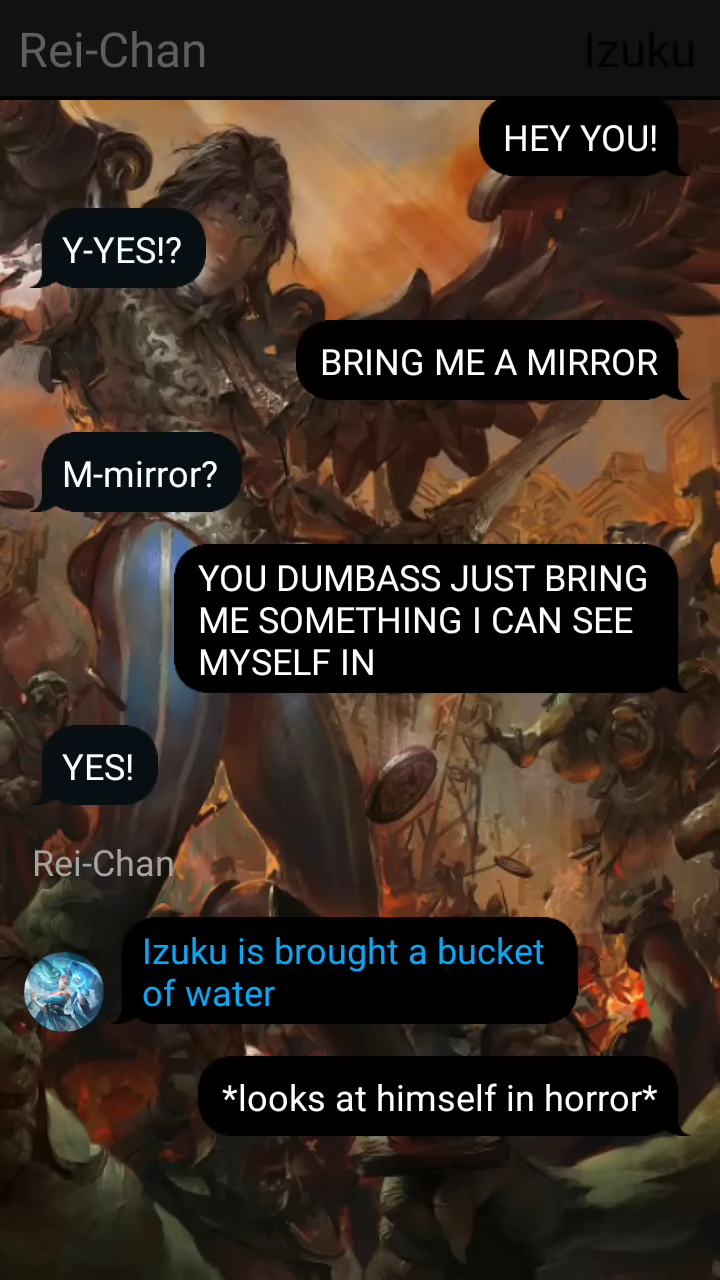 Rei-Chan
Izuku
HEY YOU!
Y-YES!?
BRING ME A MIRROR
M-mirror?
YOU DUMBASS JUST BRING
ME SOMETHING I CAN SEE
MYSELF IN
YES!
Rei-Chan
Izuku is brought a bucket
of water
*looks at himself in horror*